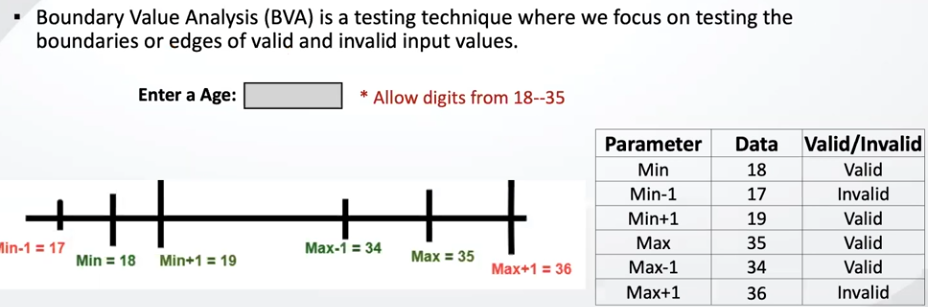 ▪ Boundary Value Analysis (BVA) is a testing technique where we focus on testing the
boundaries or edges of valid and invalid input values.
Enter a Age:
* Allow digits from 18--35
Min-1 = 17
Min = 18
Min+1 = 19
Max-1 = 34
Max = 35
Max+1 = 36
Parameter Data Valid/Invalid
Min 18 Valid
Min-1 17 Invalid
Min+1 19 Valid
Max 35 Valid
Max-1 34 Valid
Max+1 36 Invalid